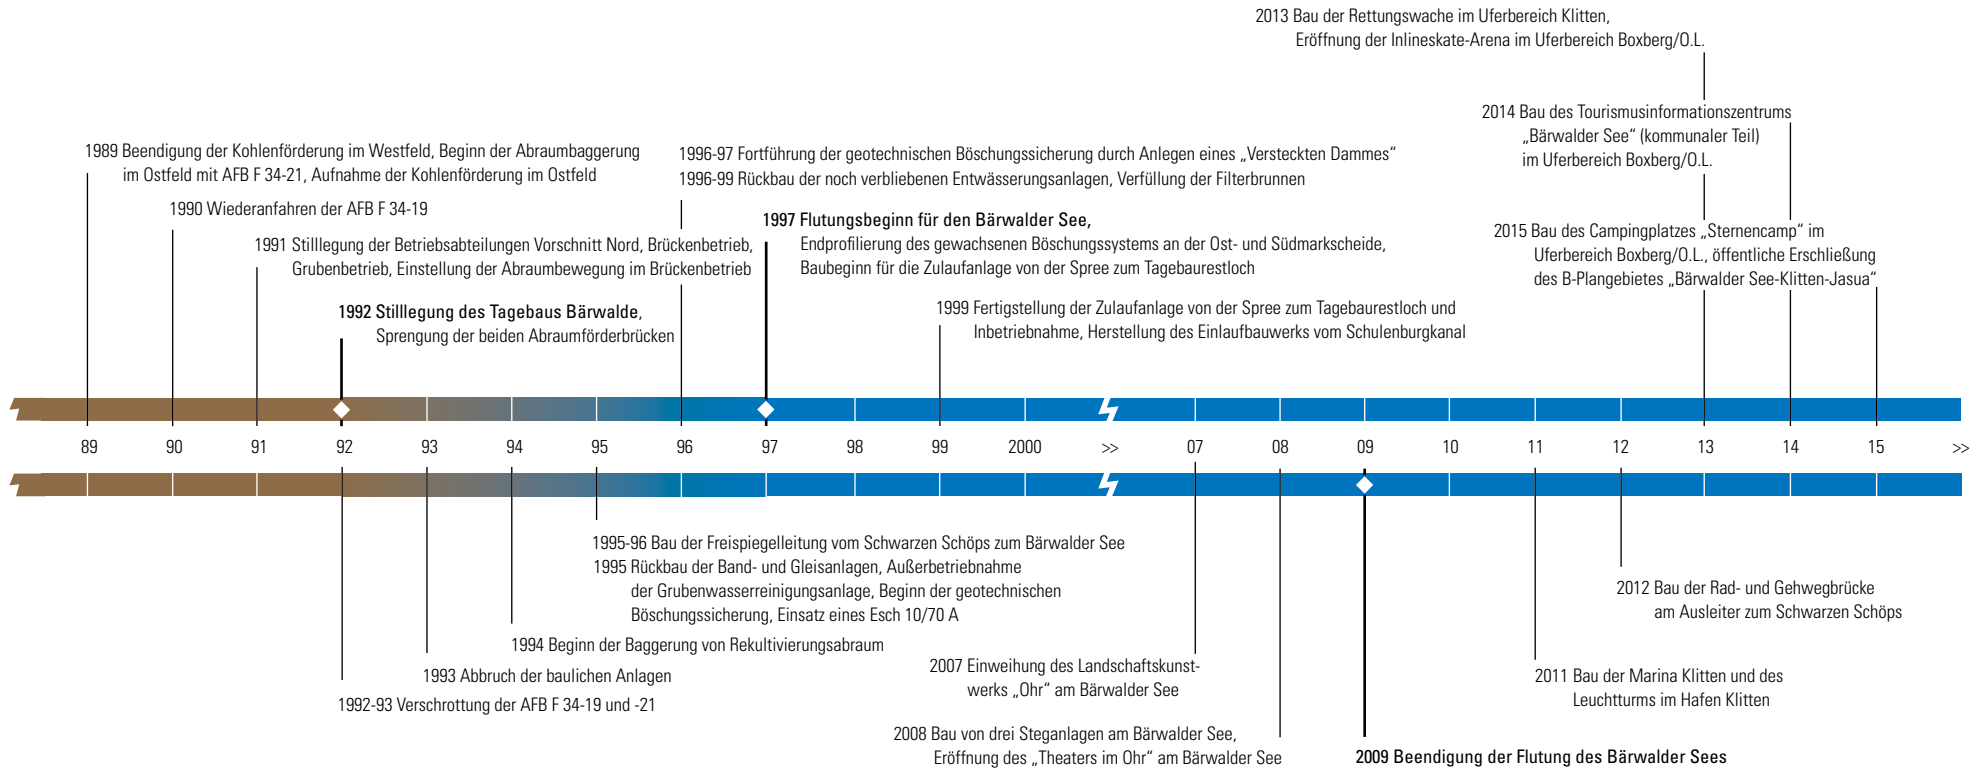 2013 Bau der Rettungswache im Uferbereich Klitten,
Eröffnung der Inlineskate-Arena im Uferbereich Boxberg/O.L.
2014 Bau des Tourismusinformationszentrums
„Bärwalder See“ (kommunaler Teil)
im Uferbereich Boxberg/O.L.
1989 Beendigung der Kohlenförderung im Westfeld, Beginn der Abraumbaggerung
im Ostfeld mit AFB F 34-21, Aufnahme der Kohlenförderung im Ostfeld
1996-97 Fortführung der geotechnischen Böschungssicherung durch Anlegen eines „Versteckten Dammes“
1996-99 Rückbau der noch verbliebenen Entwässerungsanlagen, Verfüllung der Filterbrunnen
1990 Wiederanfahren der AFB F 34-19
1997 Flutungsbeginn für den Bärwalder See,
Endprofilierung des gewachsenen Böschungssystems an der Ost- und Südmarkscheide,
Baubeginn für die Zulaufanlage von der Spree zum Tagebaurestloch
1991 Stilllegung der Betriebsabteilungen Vorschnitt Nord, Brückenbetrieb,
Grubenbetrieb, Einstellung der Abraumbewegung im Brückenbetrieb
2015 Bau des Campingplatzes „Sternencamp“ im
Uferbereich Boxberg/O.L., öffentliche Erschließung
des B-Plangebietes „Bärwalder See-Klitten-Jasua“
1992 Stilllegung des Tagebaus Bärwalde,
Sprengung der beiden Abraumförderbrücken
1999 Fertigstellung der Zulaufanlage von der Spree zum Tagebaurestloch und
Inbetriebnahme, Herstellung des Einlaufbauwerks vom Schulenburgkanal
89 90 91 92 93 94 95 96 97 98 99 2000 >> 07 08 09 10 11 12 13 14 15 >>
1995-96 Bau der Freispiegelleitung vom Schwarzen Schöps zum Bärwalder See
1995 Rückbau der Band- und Gleisanlagen, Außerbetriebnahme
der Grubenwasserreinigungsanlage, Beginn der geotechnischen
Böschungssicherung, Einsatz eines Esch 10/70 A
1994 Beginn der Baggerung von Rekultivierungsabraum
1993 Abbruch der baulichen Anlagen
1992-93 Verschrottung der AFB F 34-19 und -21
2012 Bau der Rad- und Gehwegbrücke
am Ausleiter zum Schwarzen Schöps
2007 Einweihung des Landschaftskunst-
werks „Ohr“ am Bärwalder See
2011 Bau der Marina Klitten und des
Leuchtturms im Hafen Klitten
2008 Bau von drei Steganlagen am Bärwalder See,
Eröffnung des „Theaters im Ohr“ am Bärwalder See
2009 Beendigung der Flutung des Bärwalder Sees